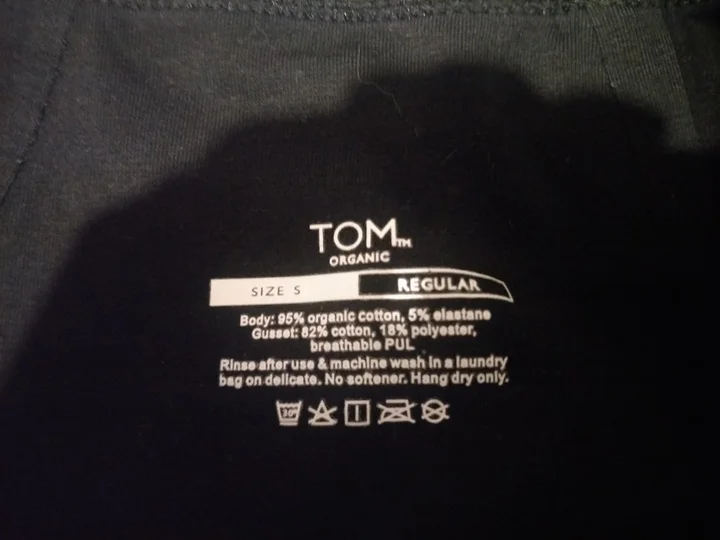 TOM™
ORGANIC
SIZE S REGULAR
Body: 95% organic cotton, 5% elastane
Gusset: 82% cotton, 18% polyester,
breathable PUL
Rinse after use & machine wash in a laundry
bag on delicate. No softener. Hang dry only.
30°